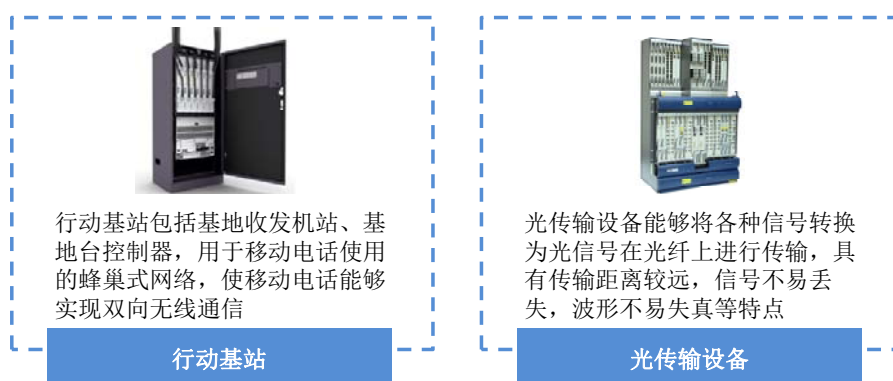 行动基站包括基地收发机站、基
地台控制器，用于移动电话使用
的蜂巢式网络，使移动电话能够
实现双向无线通信
行动基站
光传输设备能够将各种信号转换
为光信号在光纤上进行传输，具
有传输距离较远，信号不易丢
失，波形不易失真等特点
光传输设备